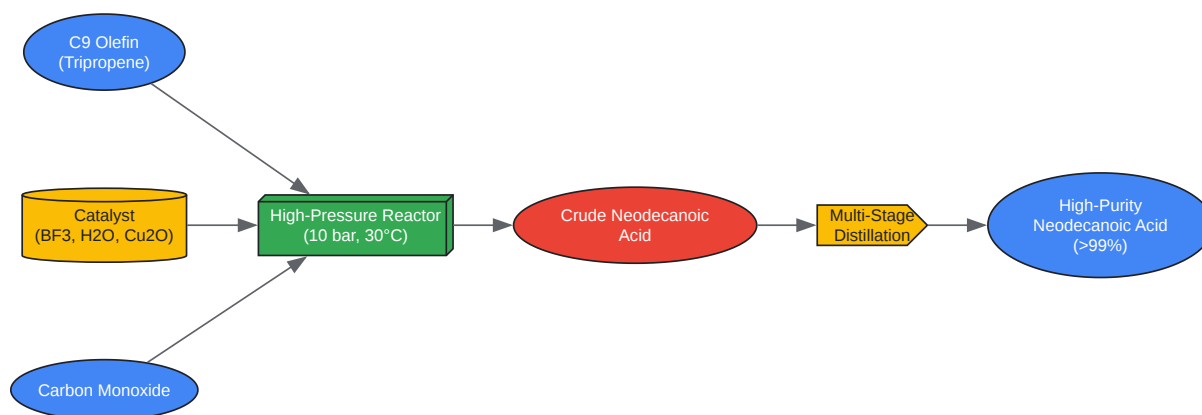 C9 Olefin
(Tripropene)
Catalyst
(BF3, H2O, Cu2O)
High-Pressure Reactor
(10 bar, 30°C)
Crude Neodecanoic
Acid
Multi-Stage
Distillation
High-Purity
Neodecanoic Acid
(>99%)
Carbon Monoxide